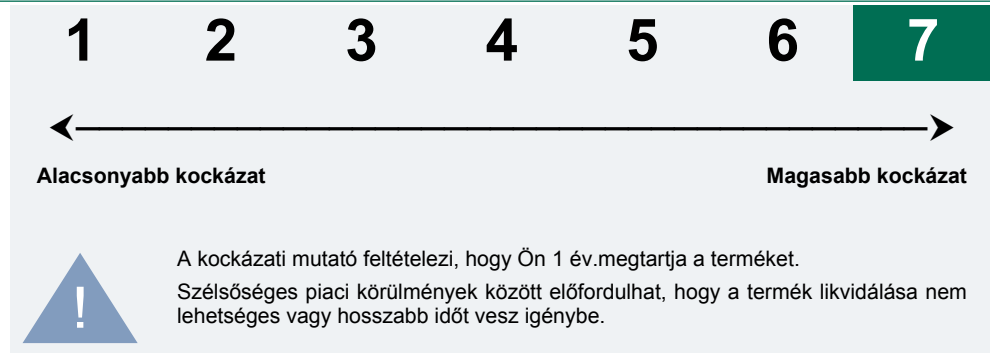 1 2 3 4 5 6 7
Alacsonyabb kockázat Magasabb kockázat
A kockázati mutató feltételezi, hogy Ön 1 év.megtartja a terméket.
Szélsőséges piaci körülmények között előfordulhat, hogy a termék likvidálása nem
lehetséges vagy hosszabb időt vesz igénybe.
!